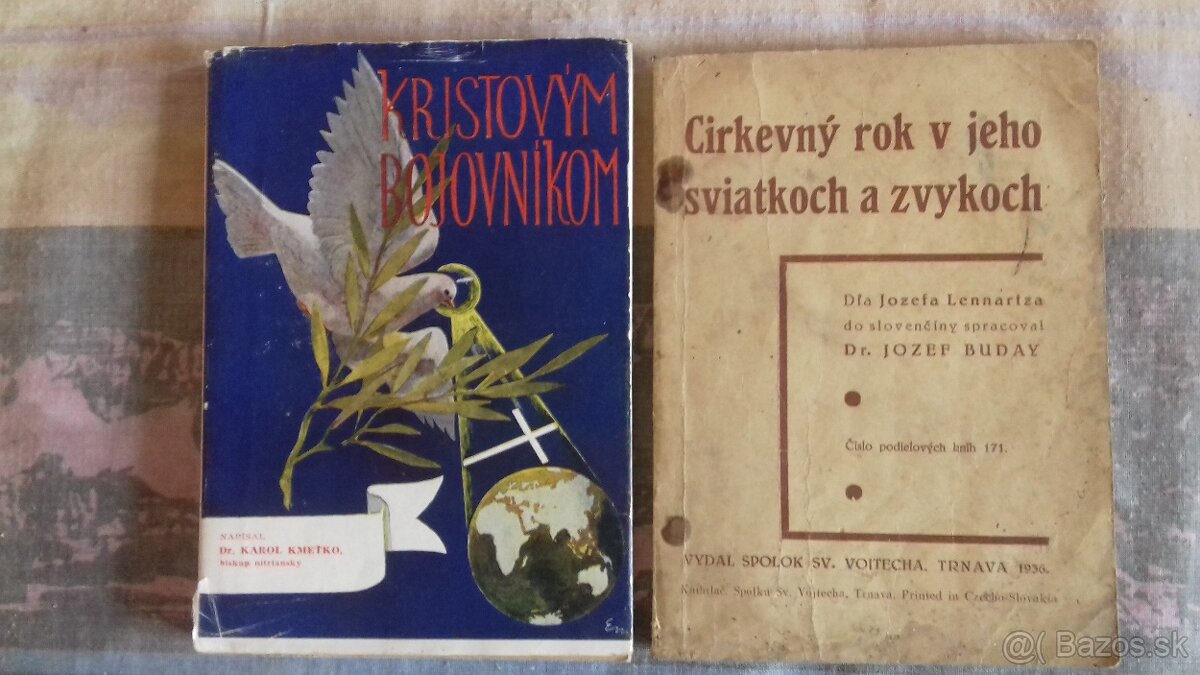 KRISTOVÝM
BOJOVNÍKOM
NAPÍSAL
Dr. KAROL KMEŤKO,
biskup nitriansky
Em
Cirkevný rok v jeho
sviatkoch a zvykoch
Dľa Jozefa Lennartza
do slovenčiny spracoval
Dr. JOZEF BUDAY
Číslo podielových kníh 171.
VYDAL SPOLOK SV. VOJTECHA, TRNAVA 1936.
Knihtlač. Spolku Sv. Vojtecha, Trnava. Printed in Czecho-Slovakia
@( Bazos.sk